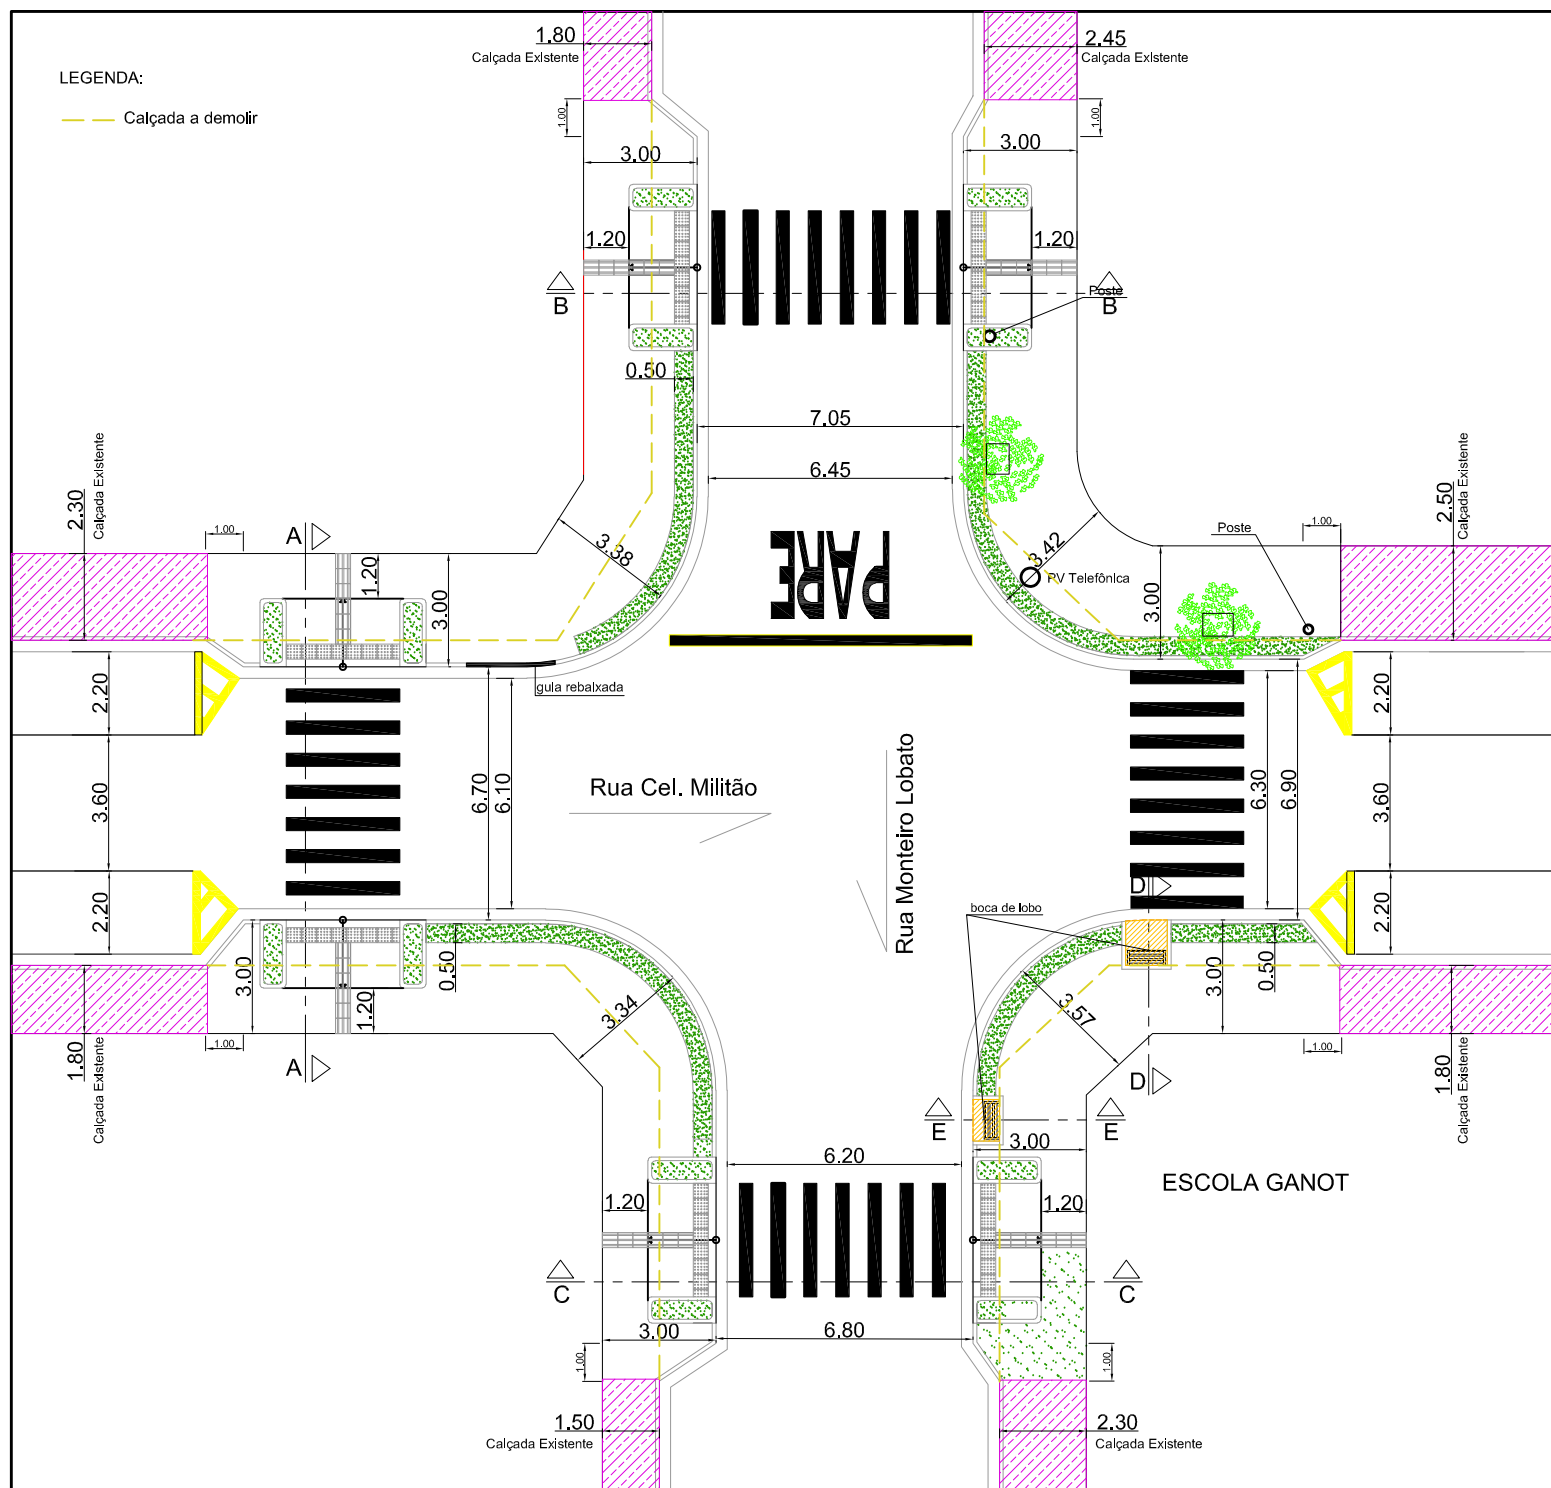 1.80
Calçada Existente
2.45
Calçada Existente
LEGENDA:
Calçada a demolir
1.00
1.00
3.00
3.00
1.20
1.20
B
B
Poste
0.50
7.05
6.45
2.30
Calçada Existente
1.00
A
3.38
PARE
3.42
PV Telefônica
Poste
1.00
2.50
Calçada Existente
1.20
3.00
3.00
gula rebaixada
2.20
2.20
3.60
6.70
6.10
Rua Cel. Militão
Rua Monteiro Lobato
6.30
6.90
3.60
D
boca de lobo
2.20
2.20
3.00
0.50
1.20
3.34
3.57
3.00
0.50
1.80
Calçada Existente
1.00
A
D
1.00
1.80
Calçada Existente
E
E
3.00
6.20
ESCOLA GANOT
1.20
1.20
C
C
3.00
6.80
1.00
1.00
1.50
Calçada Existente
2.30
Calçada Existente